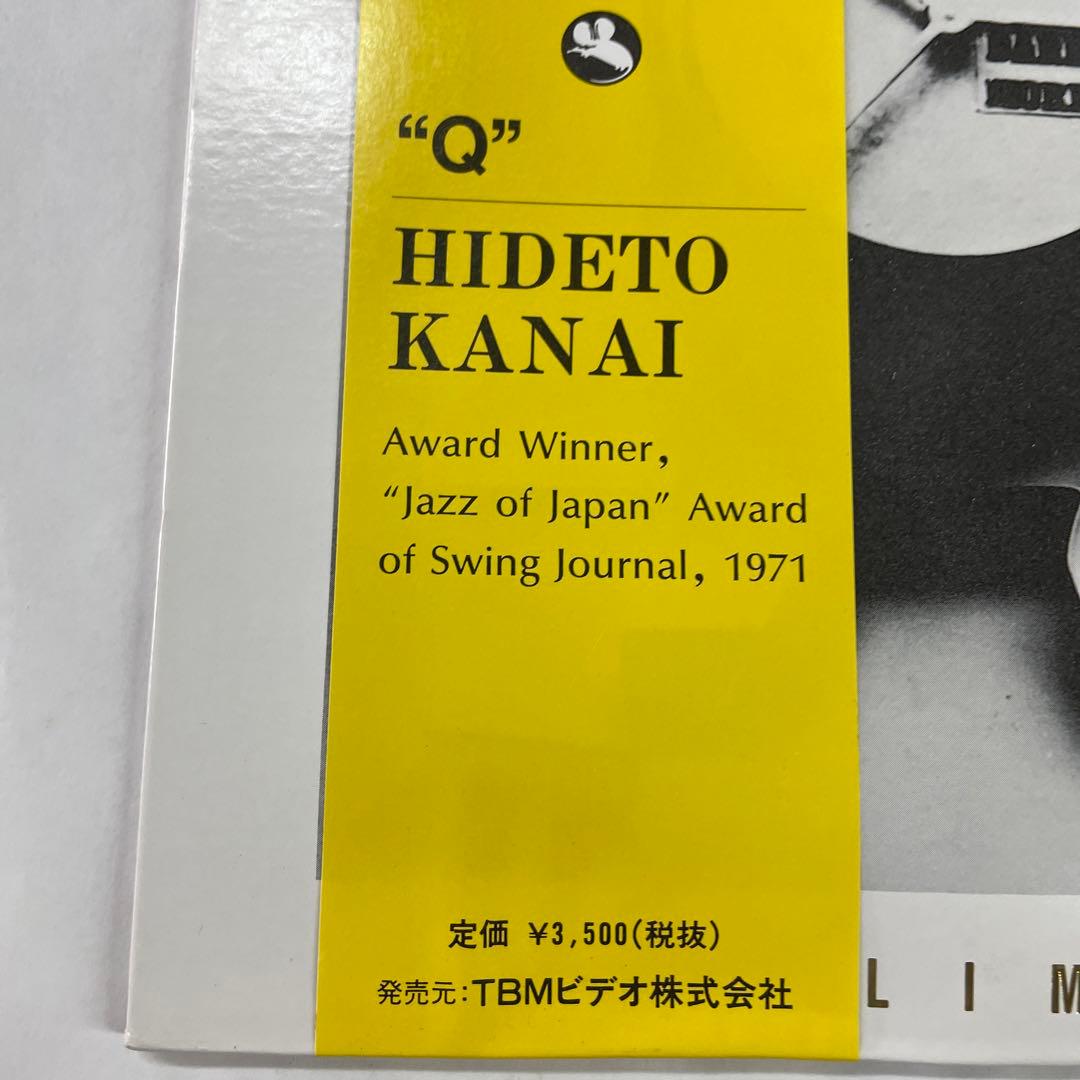 “Q”
HIDETO
KANAI
Award Winner,
“Jazz of Japan” Award
of Swing Journal, 1971
定価 ¥3,500(税抜)
発売元:TBMビデオ株式会社
L I M